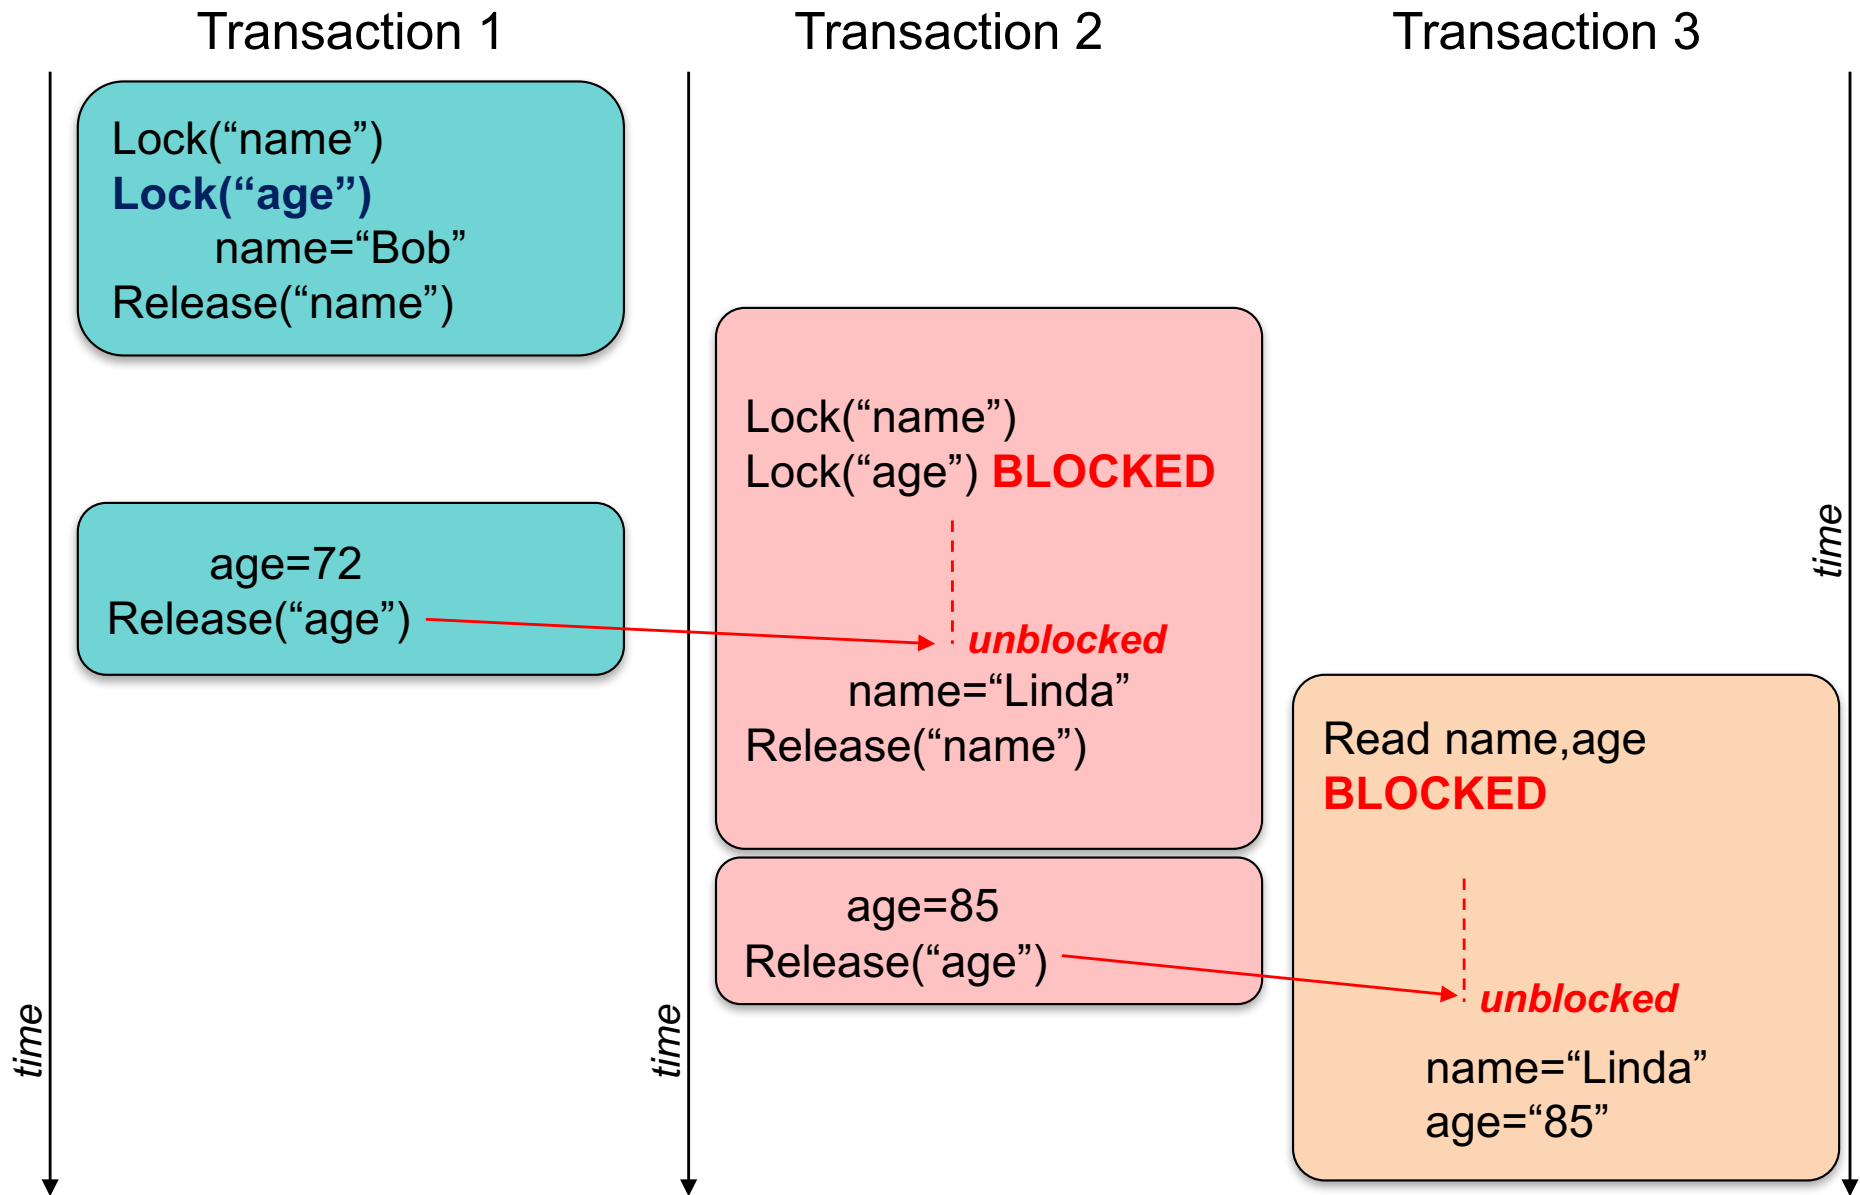 Transaction 1
Lock(“name”)
Lock(“age”)
name=“Bob”
Release(“name”)
age=72
Release(“age”)
time
Transaction 2
Lock(“name”)
Lock(“age”) BLOCKED
unblocked
name=“Linda”
Release(“name”)
age=85
Release(“age”)
time
Transaction 3
Read name,age
BLOCKED
unblocked
name=“Linda”
age=“85”
time